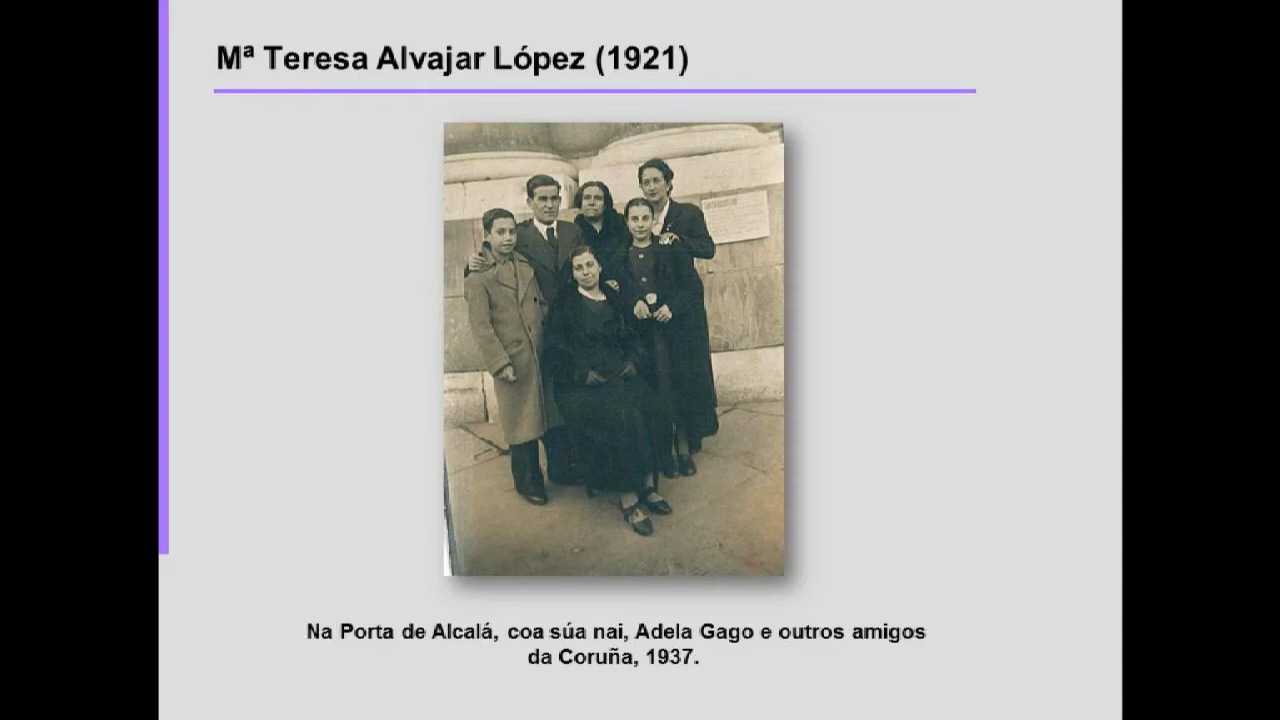 Mª Teresa Alvajar López (1921)
Na Porta de Alcalá, coa súa nai, Adela Gago e outros amigos
da Coruña, 1937.